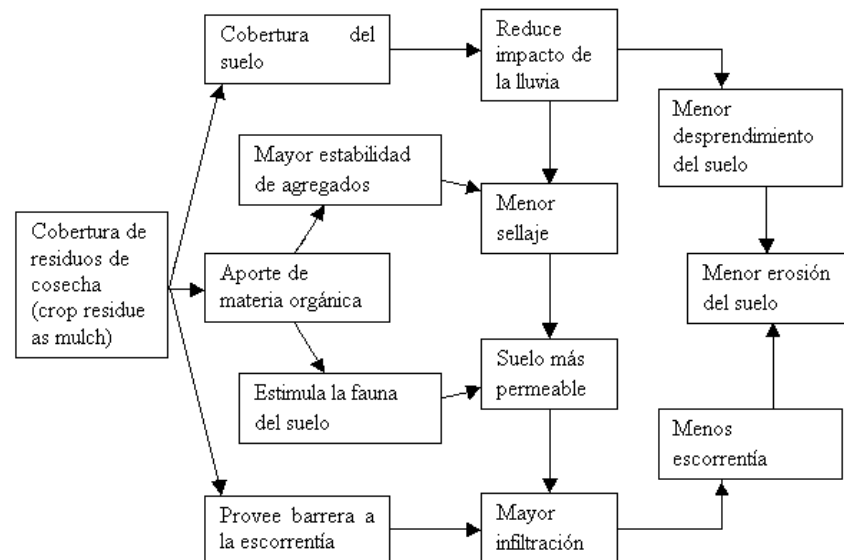 Cobertura del
suelo
Reduce
impacto de
la lluvia
Menor
desprendimiento
del suelo
Mayor estabilidad
de agregados
Menor
sellaje
Cobertura de
residuos de
cosecha
(crop residue
as mulch)
Aporte de
materia orgánica
Menor erosión
del suelo
Estimula la fauna
del suelo
Suelo más
permeable
Menos
escorrentía
Provee barrera a
la escorrentía
Mayor
infiltración